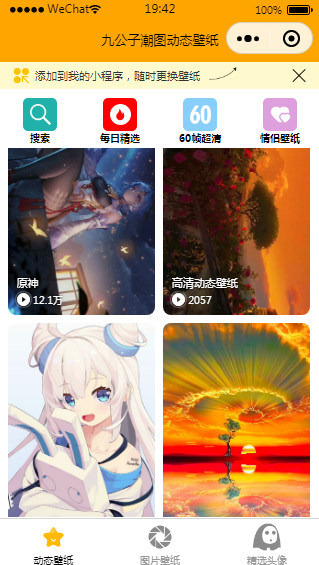 WeChat
19:42
100%
九公子潮图动态壁纸
添加到我的小程序，随时更换壁纸
搜索
每日精选
60
60帧超清
情侣壁纸
原神
12.1万
高清动态壁纸
2057
动态壁纸
图片壁纸
精选头像